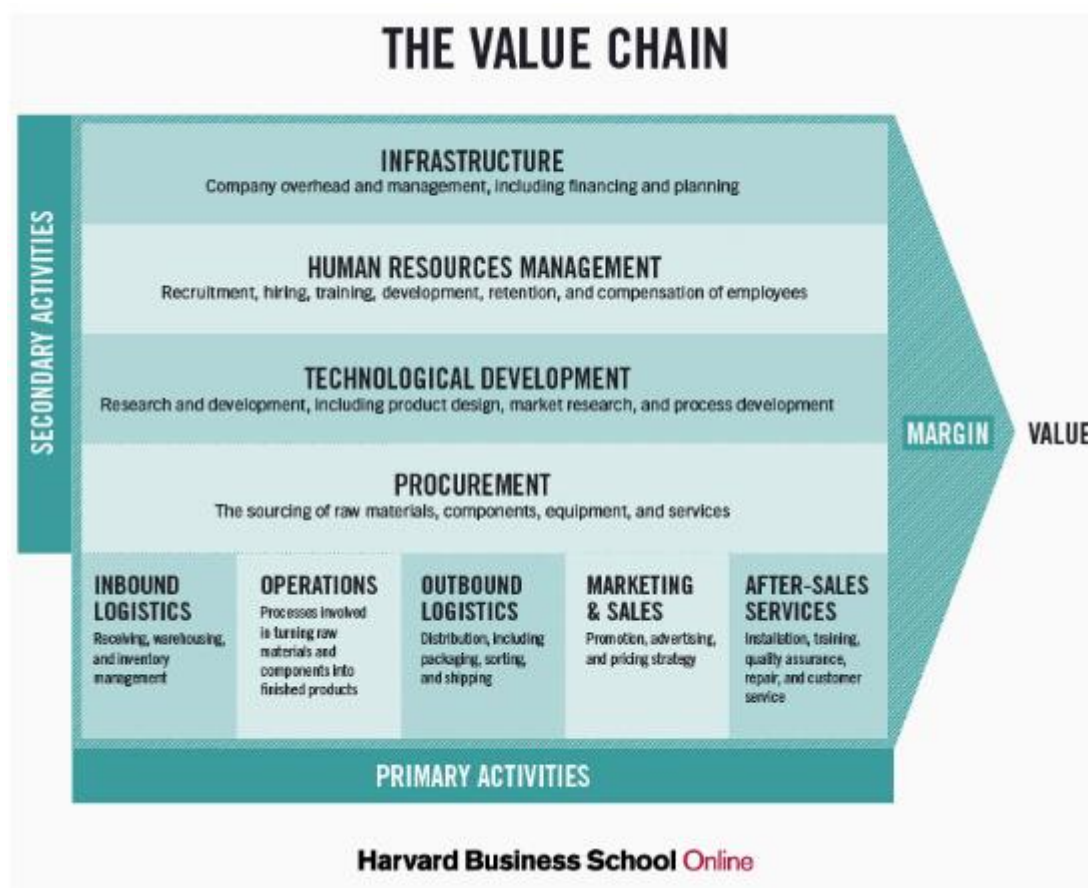 THE VALUE CHAIN
SECONDARY ACTIVITIES
INFRASTRUCTURE
Company overhead and management, including financing and planning
HUMAN RESOURCES MANAGEMENT
Recruitment, hiring, training, development, retention, and compensation of employees
TECHNOLOGICAL DEVELOPMENT
Research and development, including product design, market research, and process development
PROCUREMENT
The sourcing of raw materials, components, equipment, and services
INBOUND
LOGISTICS
Receiving, warehousing,
and inventory
management
OPERATIONS
Processes involved
in turning raw
materials and
components into
finished products
OUTBOUND
LOGISTICS
Distribution, including
packaging, sorting,
and shipping
MARKETING
& SALES
Promotion, advertising,
and pricing strategy
AFTER-SALES
SERVICES
Installation, training,
quality assurance,
repair, and customer
service
MARGIN
VALUE
PRIMARY ACTIVITIES
Harvard Business School Online